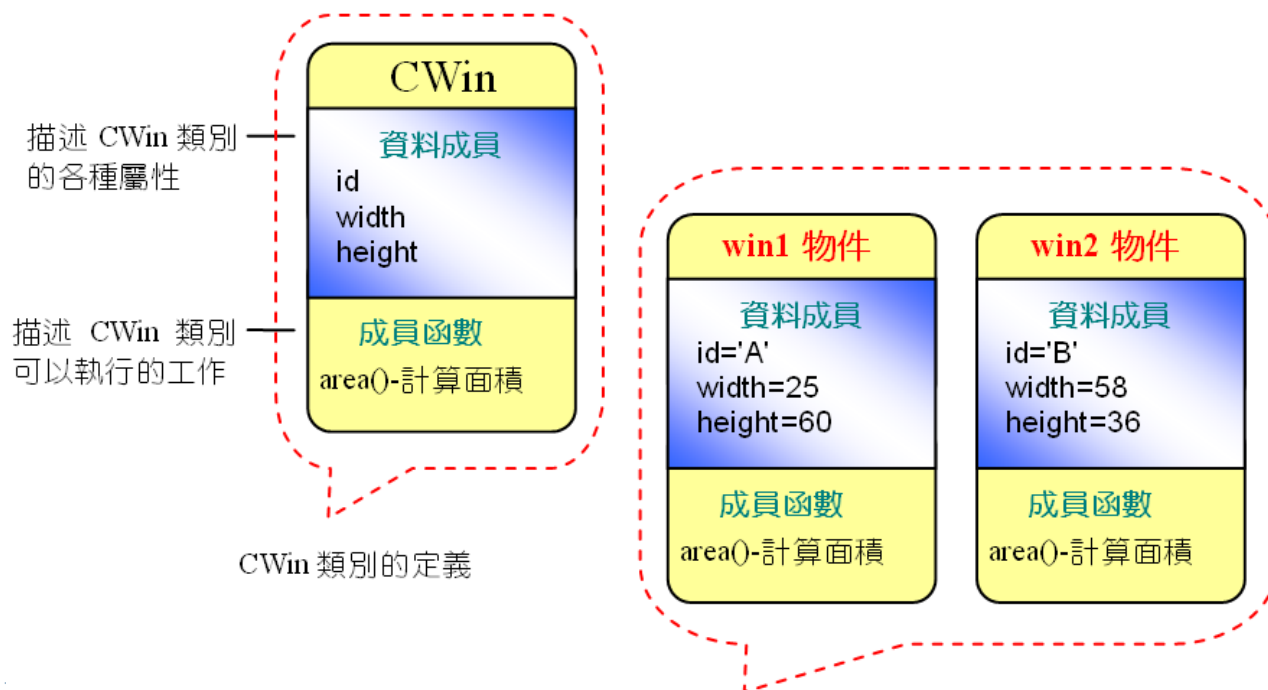 CWin
描述 CWin 類別
的各種屬性
資料成員
id
width
height
描述 CWin 類別
可以執行的工作
成員函數
area()-計算面積
CWin 類別的定義
win1 物件
資料成員
id='A'
width=25
height=60
成員函數
area()-計算面積
win2 物件
資料成員
id='B'
width=58
height=36
成員函數
area()-計算面積